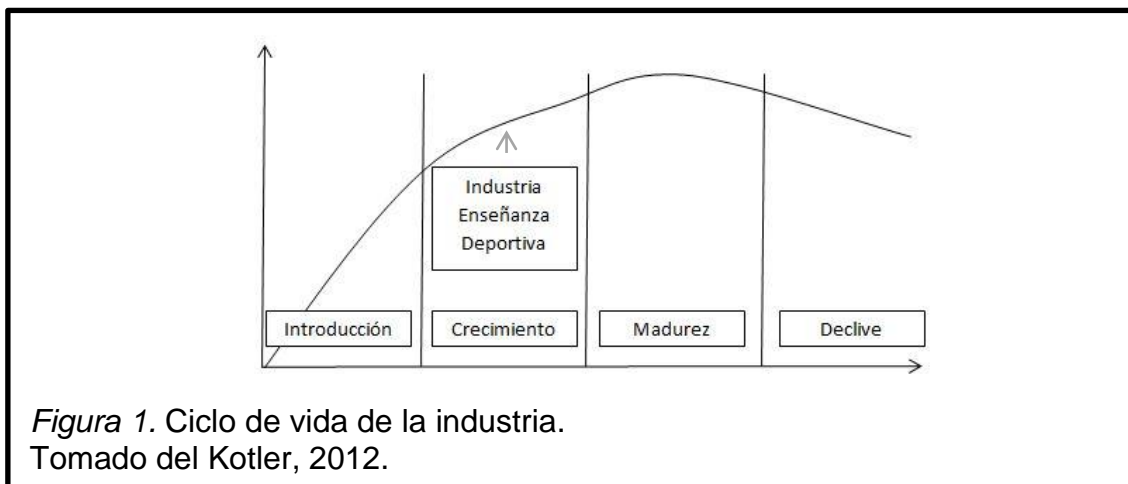 Industria
Enseñanza
Deportiva
Introducción
Crecimiento
Madurez
Declive
Figura 1. Ciclo de vida de la industria.
Tomado del Kotler, 2012.